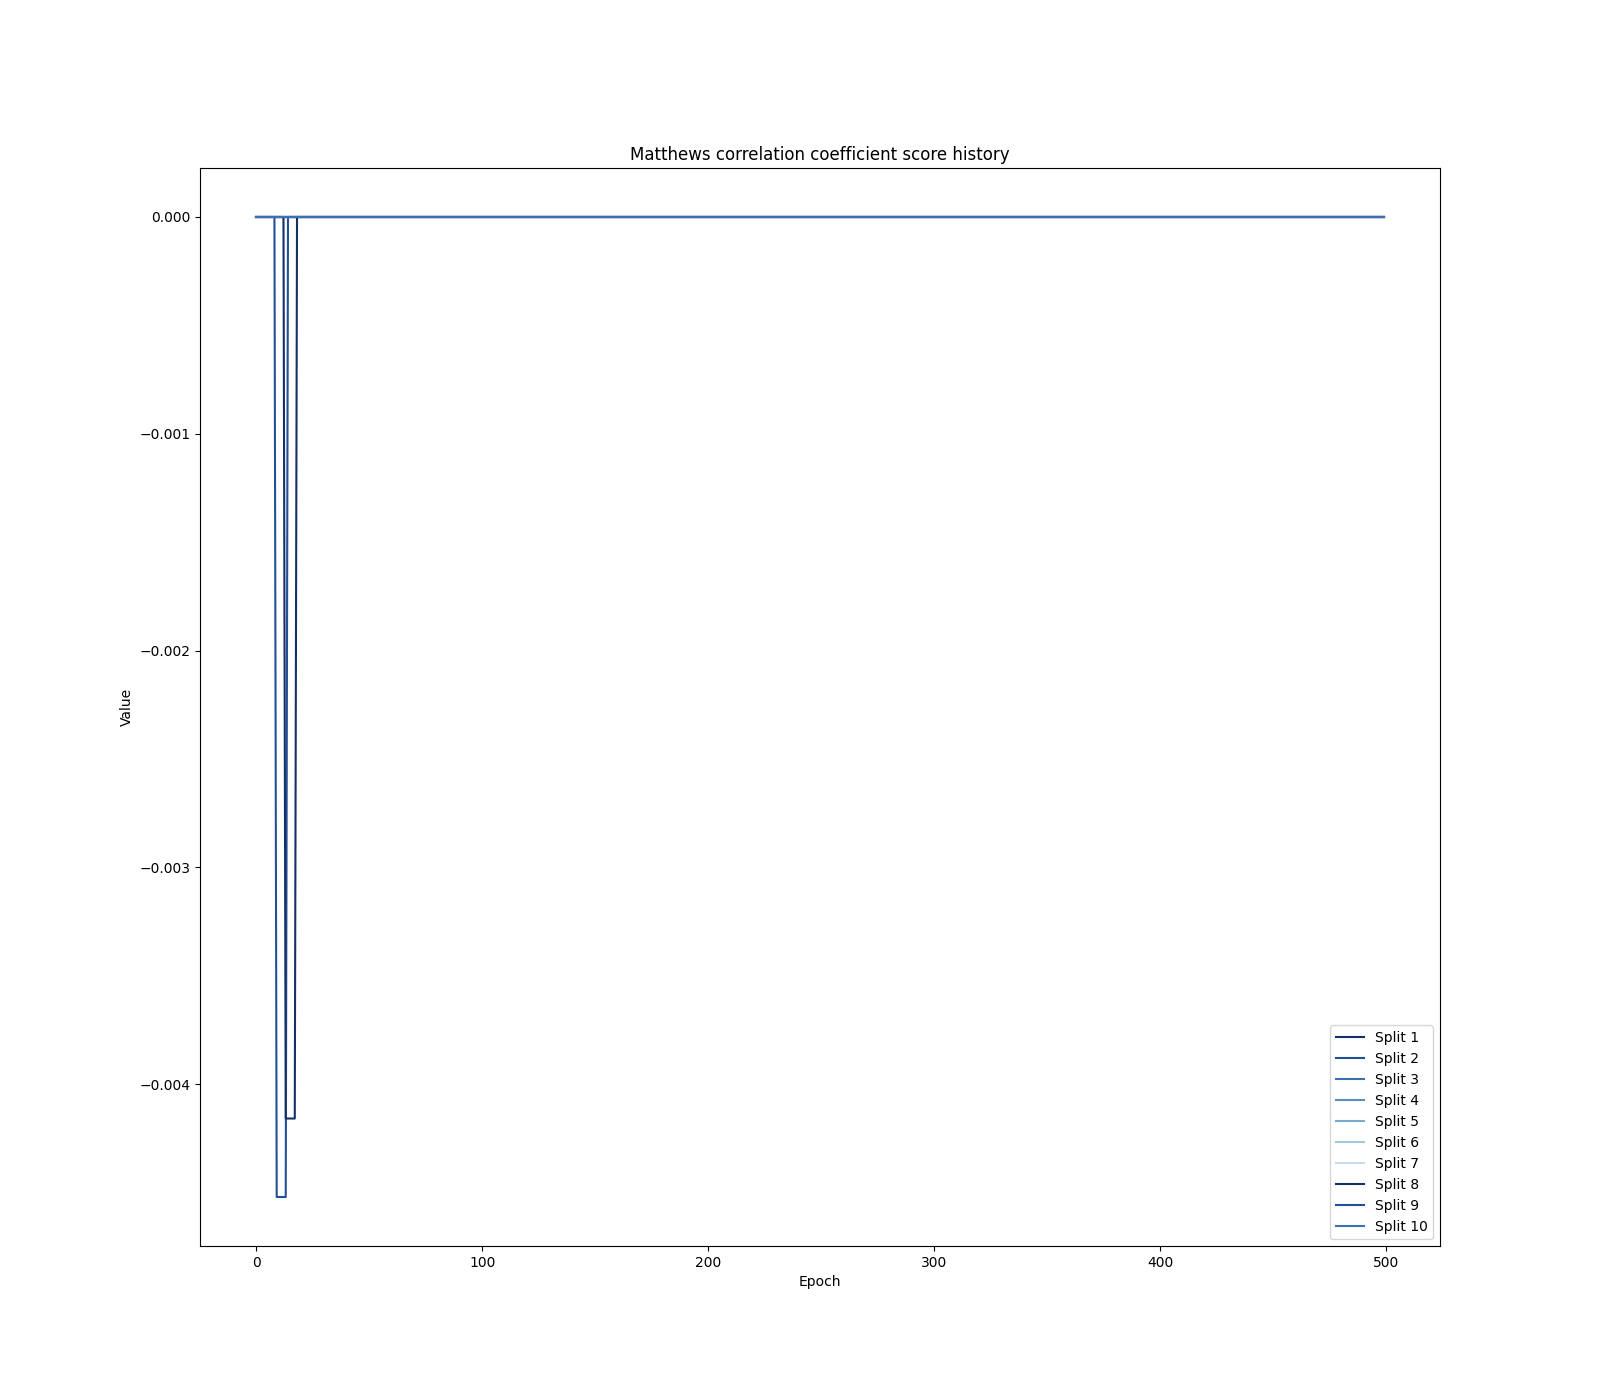 Matthews correlation coefficient score history
0.000
−0.001
−0.002
−0.003
−0.004
Value
0 100 200 300 400 500
Epoch
Split 1
Split 2
Split 3
Split 4
Split 5
Split 6
Split 7
Split 8
Split 9
Split 10